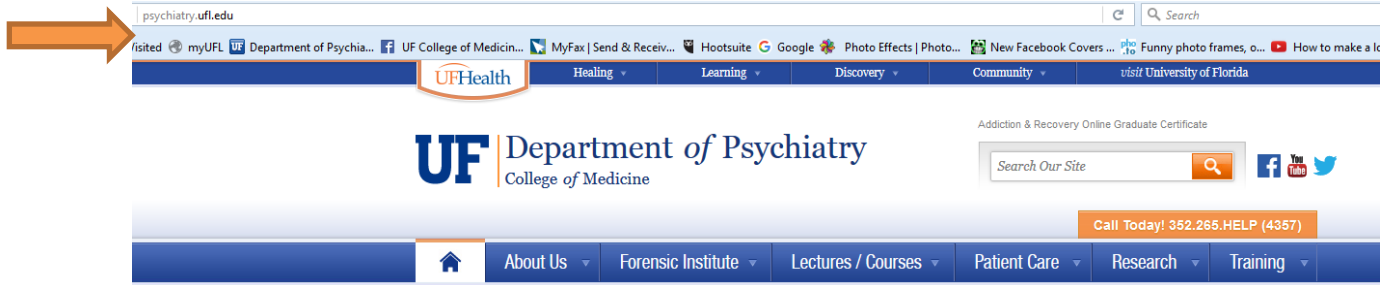 psychiatry.ufl.edu Search
isited myUFL Department of Psychia... UF College of Medicin... MyFax | Send & Receiv... Hootsuite Google Photo Effects | Photo... New Facebook Covers ... Funny photo frames, o... How to make a lo
UFHealth Healing Learning Discovery Community visit University of Florida
Addiction & Recovery Online Graduate Certificate
UF Department of Psychiatry
College of Medicine
Search Our Site You Tube
Call Today! 352.265.HELP (4357)
About Us Forensic Institute Lectures / Courses Patient Care Research Training